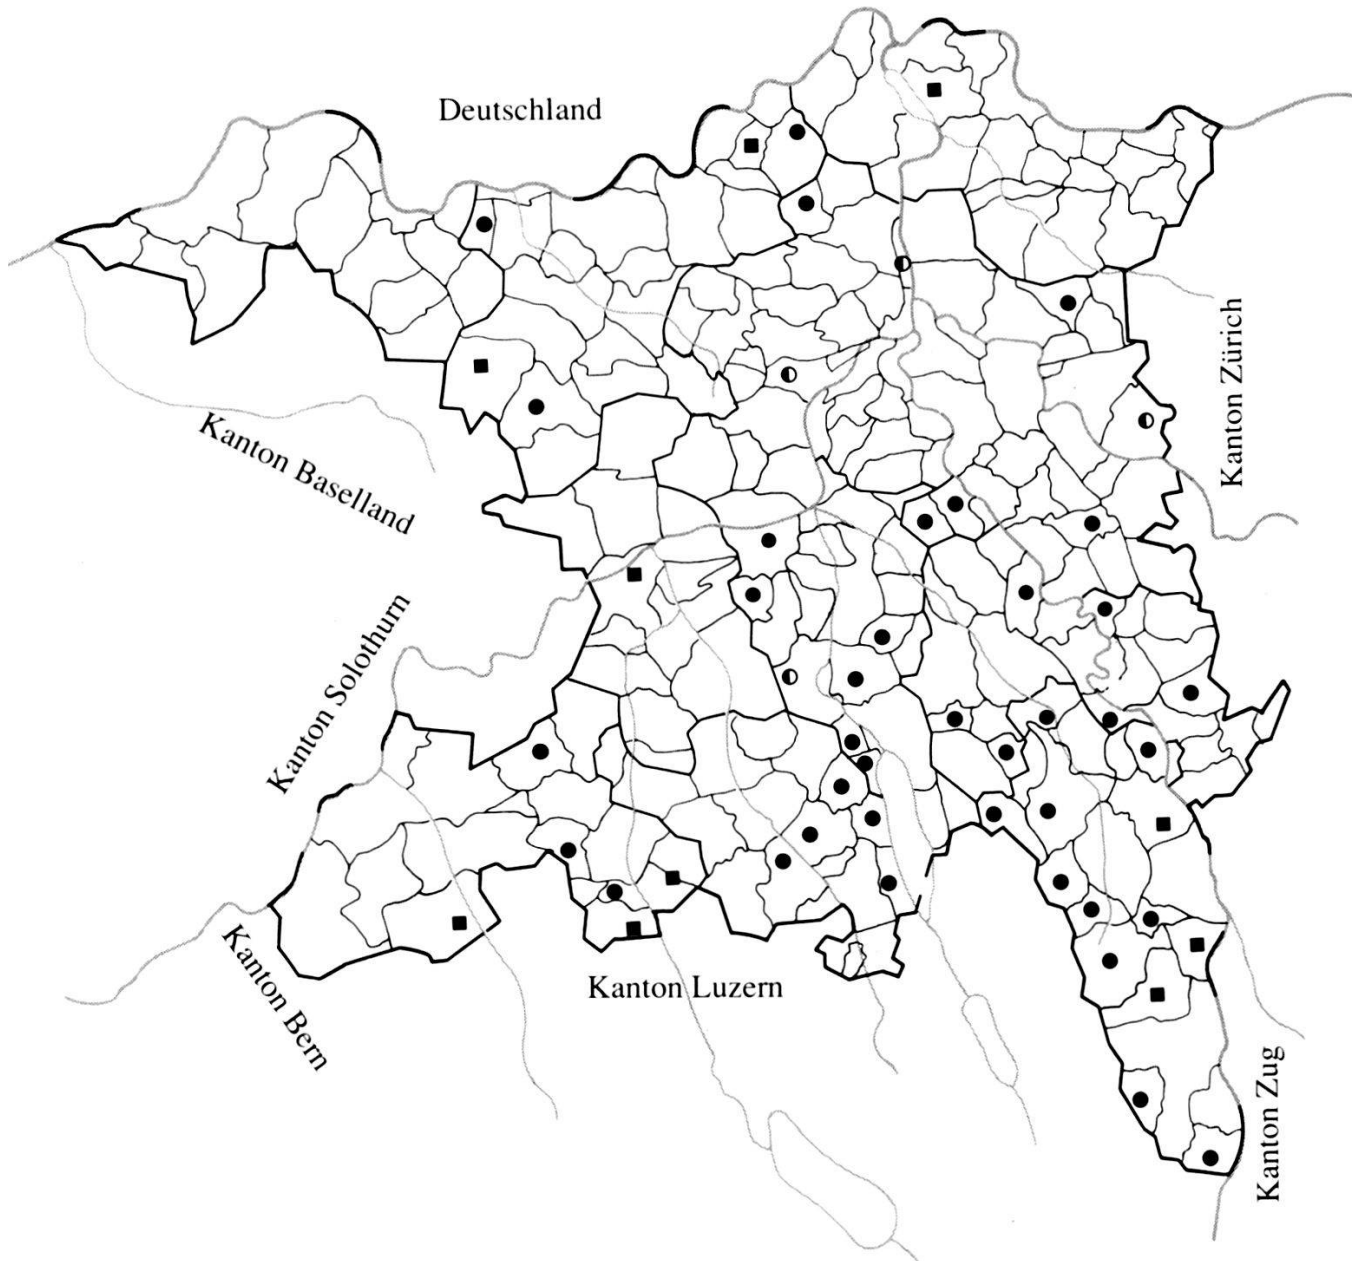 Deutschland
Kanton Zürich
Kanton Baselland
Kanton Solothurn
Kanton Bern
Kanton Luzern
Kanton Zug